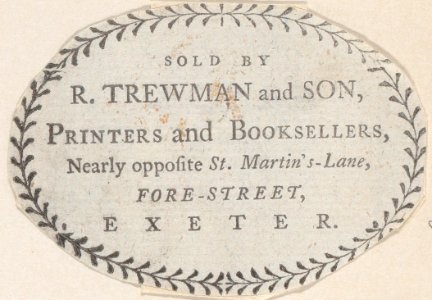 SOLD BY
R. TREWMAN and SON,
PRINTERS and BOOKSELLERS,
Nearly oppoſite St. Martin's-Lane,
FORE-STREET,
EXETER.